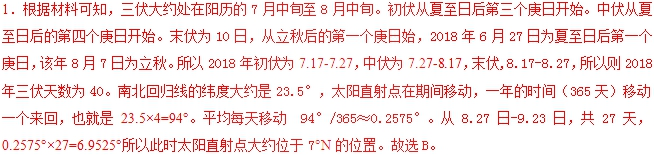 1．根据材料可知，三伏大约处在阳历的 7 月中旬至 8 月中旬。初伏从夏至日后第三个庚日开始。中伏从夏
至日后的第四个庚日开始。末伏为 10 日，从立秋后的第一个庚日始，2018 年 6 月 27 日为夏至日后第一个
庚日，该年 8 月 7 日为立秋。所以 2018 年初伏为 7.17-7.27，中伏为 7.27-8.17，末伏,8.17-8.27，所以则 2018
年三伏天数为 40。南北回归线的纬度大约是 23.5°，太阳直射点在期间移动，一年的时间（365 天）移动
一个来回，也就是 23.5×4=94°。平均每天移动 94°/365≈0.2575°。从 8.27 日-9.23 日，共 27 天，
0.2575°×27=6.9525°所以此时太阳直射点大约位于 7°N 的位置。故选 B。